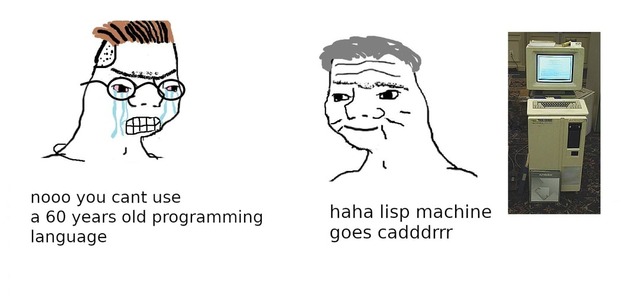 nooo you cant use
a 60 years old programming
language
haha lisp machine
goes cadddrrr